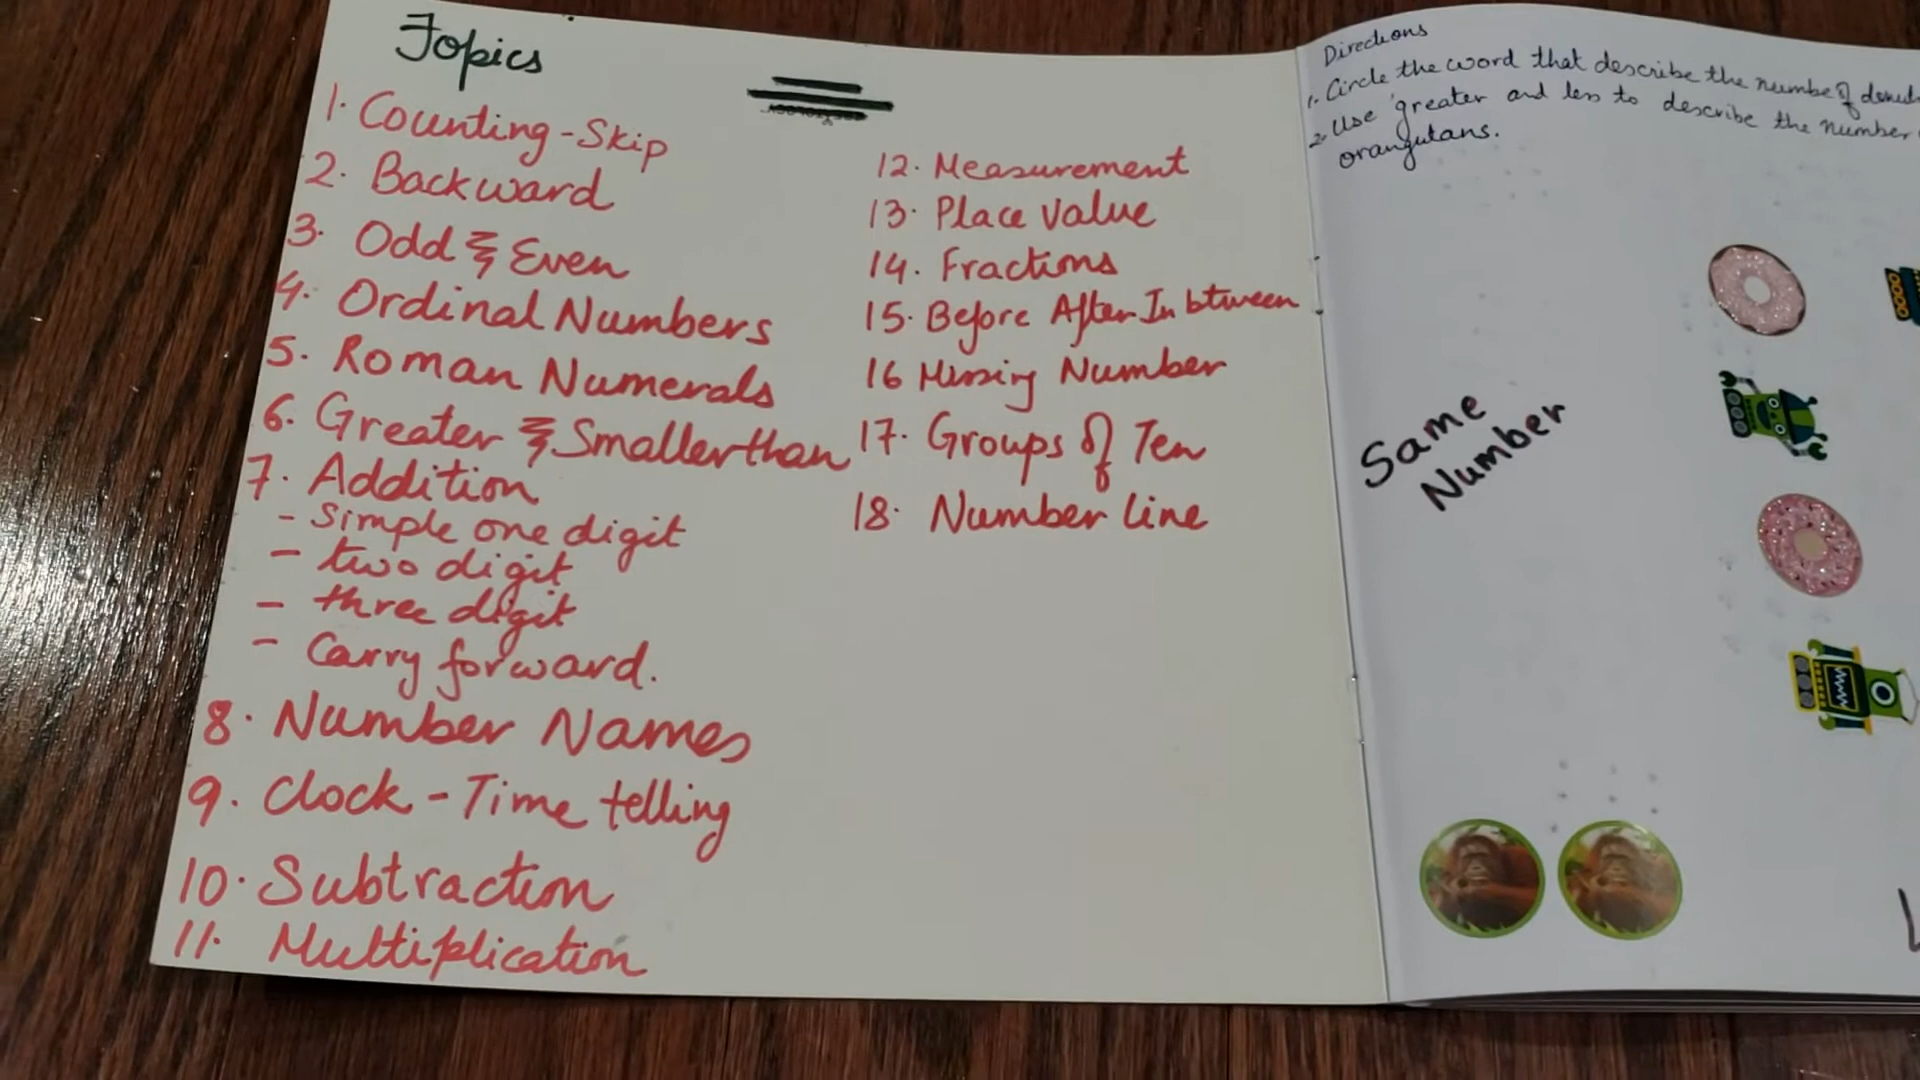 Topics
1. Counting - Skip
2. Backward
3. Odd & Even
4. Ordinal Numbers
5. Roman Numerals
6. Greater & Smaller than
7. Addition
- Simple one digit
- two digit
- three digit
- Carry forward.
8. Number Names
9. Clock - Time telling
10. Subtraction
11. Multiplication
12. Measurement
13. Place Value
14. Fractions
15. Before After In btween
16 Missing Number
17. Groups of Ten
18. Number line
Directions
1. Circle the word that describe the number of
2. Use greater and less to describe the number
orangutans.
Same
Number